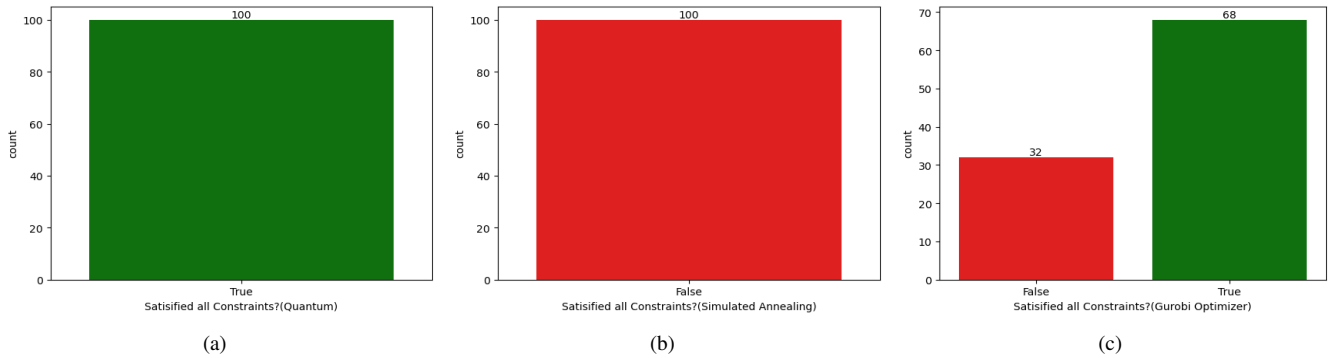 100
100
80
60
40
20
0
count
True
Satisified all Constraints?(Quantum)
(a)
100
100
80
60
40
20
0
count
False
Satisified all Constraints?(Simulated Annealing)
(b)
70
60
50
40
30
20
10
0
count
32
68
False True
Satisified all Constraints?(Gurobi Optimizer)
(c)